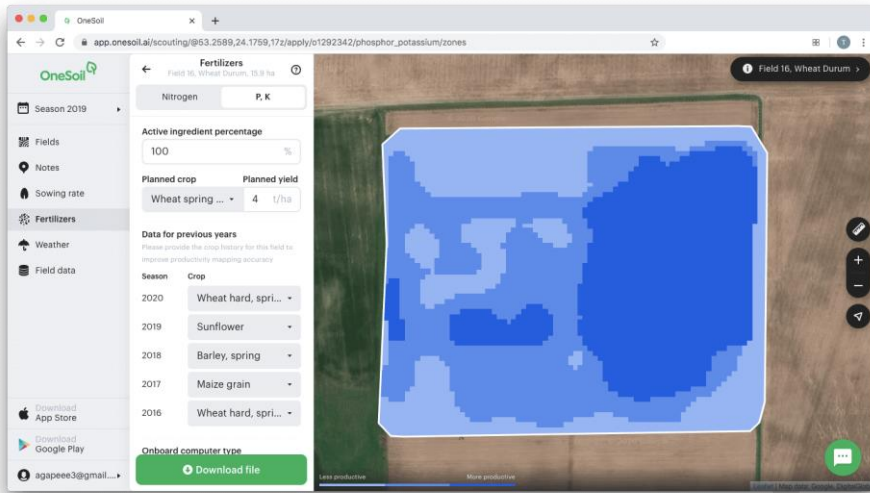 OneSoil
app.onesoil.ai/scouting/@53.2589,24.1759,17z/apply/o1292342/phosphor_potassium/zones
T
OneSoil
Season 2019
Fields
Notes
Sowing rate
Fertilizers
Weather
Field data
Download
App Store
Download
Google Play
agapeee3@gmail....
Fertilizers
Field 16, Wheat Durum, 15.9 ha
Nitrogen P, K
Active ingredient percentage
100 %
Planned crop Planned yield
Wheat spring ... 4 t/ha
Data for previous years
Please provide the crop history for this field to
improve productivity mapping accuracy
Season Crop
2020 Wheat hard, spri...
2019 Sunflower
2018 Barley, spring
2017 Maize grain
2016 Wheat hard, spri...
Onboard computer type
Download file
Field 16, Wheat Durum
Less productive More productive